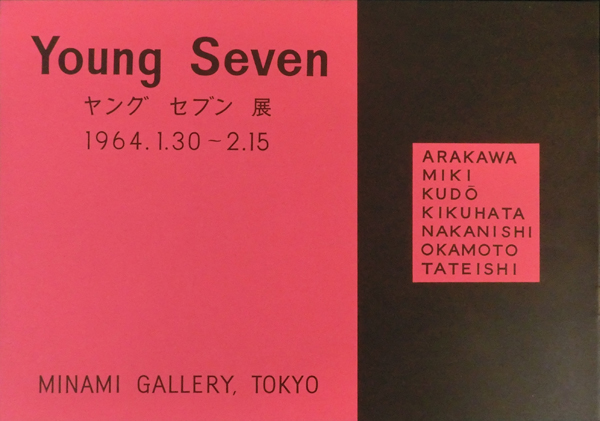 Young Seven
ヤング セブン 展
1964.1.30~2.15
MINAMI GALLERY, TOKYO
ARAKAWA
MIKI
KUDŌ
KIKUHATA
NAKANISHI
OKAMOTO
TATEISHI